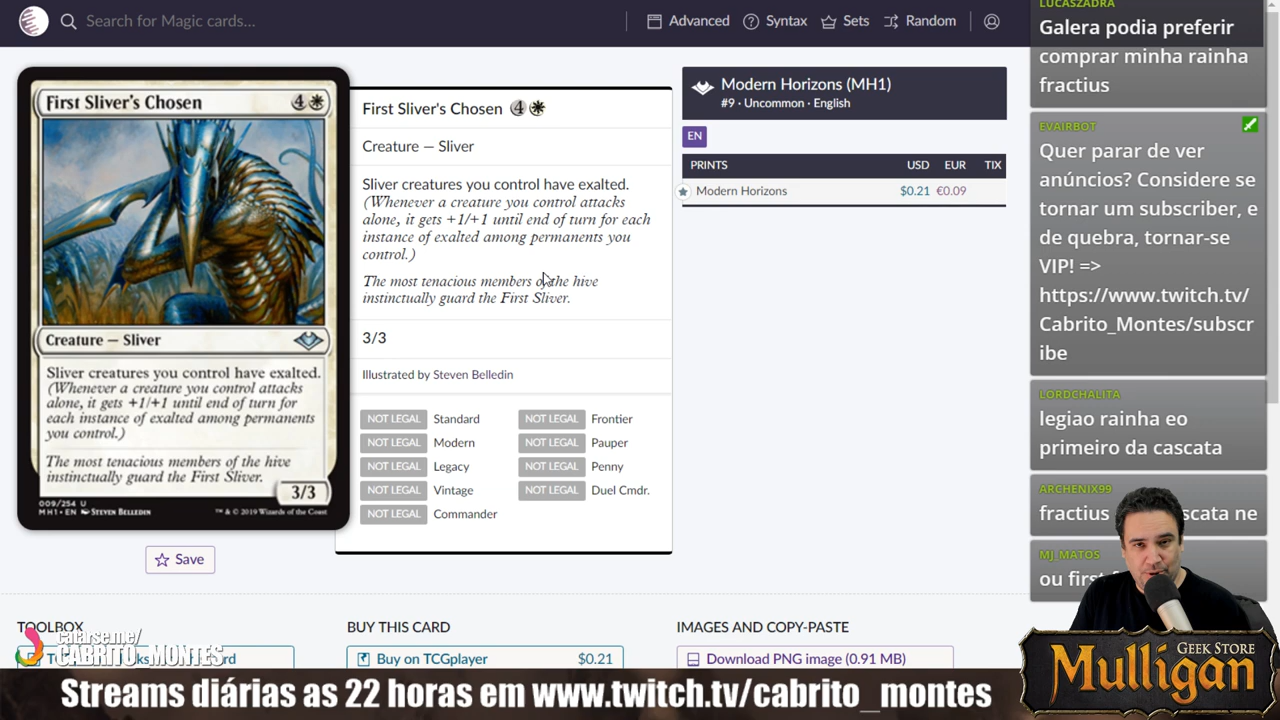 Search for Magic cards...
Advanced
Syntax
Sets
Random
First Sliver's Chosen 4
Creature — Sliver
Sliver creatures you control have exalted.
(Whenever a creature you control attacks
alone, it gets +1/+1 until end of turn for
each instance of exalted among permanents
you control.)
The most tenacious members of the hive
instinctually guard the First Sliver.
3/3
009/254 U
MH1 • EN STEVEN BELLEDIN
™ & © 2019 Wizards of the Coast
Save
First Sliver's Chosen 4
Creature — Sliver
Sliver creatures you control have exalted.
(Whenever a creature you control attacks
alone, it gets +1/+1 until end of turn for each
instance of exalted among permanents you
control.)
The most tenacious members of the hive
instinctually guard the First Sliver.
3/3
Illustrated by Steven Belledin
NOT LEGAL Standard NOT LEGAL Frontier
NOT LEGAL Modern NOT LEGAL Pauper
NOT LEGAL Legacy NOT LEGAL Penny
NOT LEGAL Vintage NOT LEGAL Duel Cmdr.
NOT LEGAL Commander
Modern Horizons (MH1)
#9 · Uncommon · English
EN
PRINTS USD EUR TIX
Modern Horizons $0.21 €0.09
LUCASZADRA
Galera podia preferir
comprar minha rainha
fractius
EVAIRBOT
Quer parar de ver
anúncios? Considere se
tornar um subscriber, e
de quebra, tornar-se
VIP! =>
https://www.twitch.tv/
Cabrito_Montes/subscr
ibe
LORDCHALITA
legiao rainha eo
primeiro da cascata
ARCHENIX99
fractius scata ne
MJ_MATOS
ou first
TOOLBOX
BUY THIS CARD
Buy on TCGplayer $0.21
IMAGES AND COPY-PASTE
Download PNG image (0.91 MB)
catarse.me/
CABRITO_MONTES
GEEK STORE
Mulligan
Streams diárias as 22 horas em www.twitch.tv/cabrito_montes